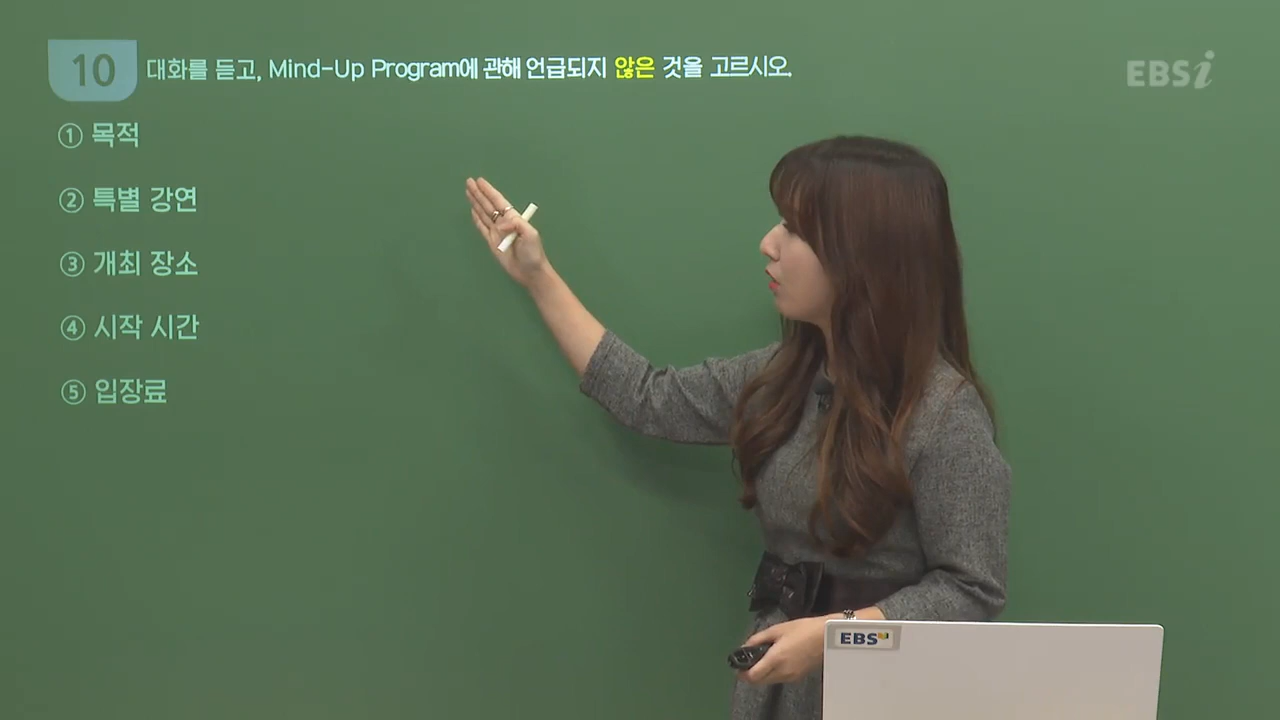 10 대화를 듣고, Mind-Up Program에 관해 언급되지 않은 것을 고르시오.
EBSi
① 목적
② 특별 강연
③ 개최 장소
④ 시작 시간
⑤ 입장료
EBS